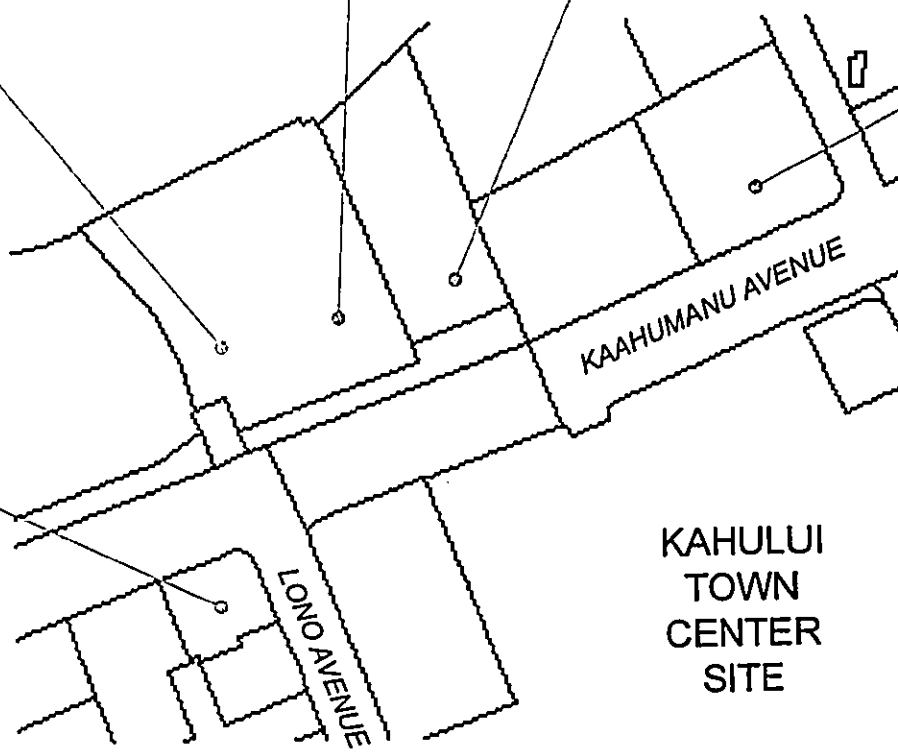 KAAHUMANU AVENUE
LONO AVENUE
KAHULUI
TOWN
CENTER
SITE